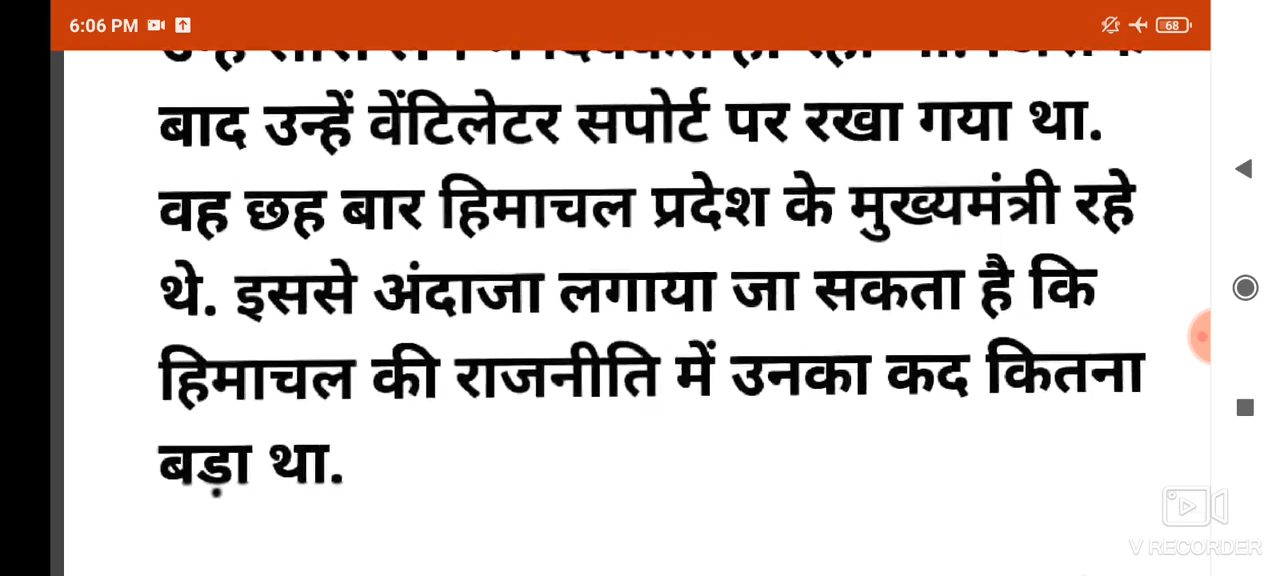 6:06 PM
68
बाद उन्हें वेंटिलेटर सपोर्ट पर रखा गया था.
वह छह बार हिमाचल प्रदेश के मुख्यमंत्री रहे
थे. इससे अंदाजा लगाया जा सकता है कि
हिमाचल की राजनीति में उनका कद कितना
बड़ा था.
V RECORDER